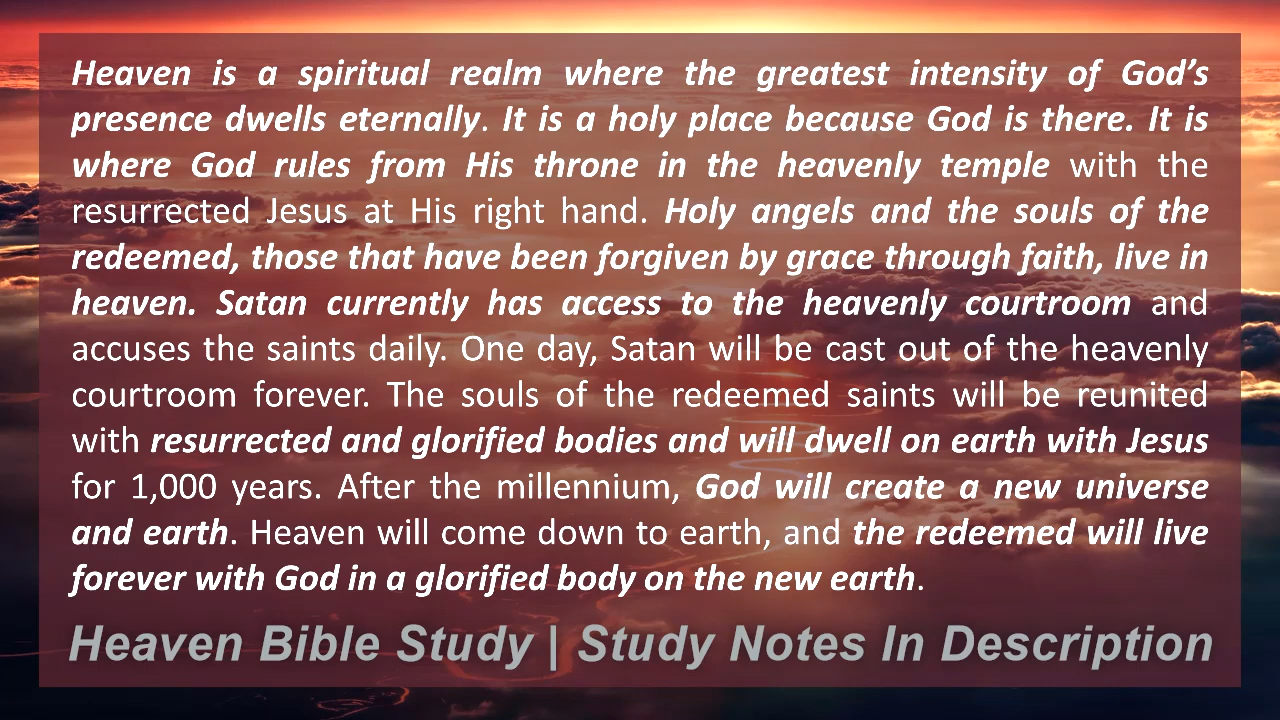 Heaven is a spiritual realm where the greatest intensity of God’s
presence dwells eternally. It is a holy place because God is there. It is
where God rules from His throne in the heavenly temple with the
resurrected Jesus at His right hand. Holy angels and the souls of the
redeemed, those that have been forgiven by grace through faith, live in
heaven. Satan currently has access to the heavenly courtroom and
accuses the saints daily. One day, Satan will be cast out of the heavenly
courtroom forever. The souls of the redeemed saints will be reunited
with resurrected and glorified bodies and will dwell on earth with Jesus
for 1,000 years. After the millennium, God will create a new universe
and earth. Heaven will come down to earth, and the redeemed will live
forever with God in a glorified body on the new earth.
Heaven Bible Study | Study Notes In Description